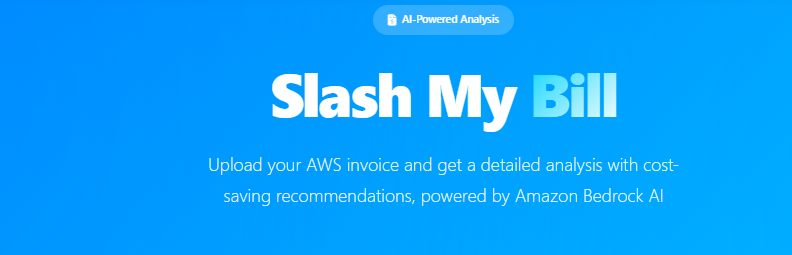 AI-Powered Analysis
Slash My Bill
Upload your AWS invoice and get a detailed analysis with cost-
saving recommendations, powered by Amazon Bedrock AI